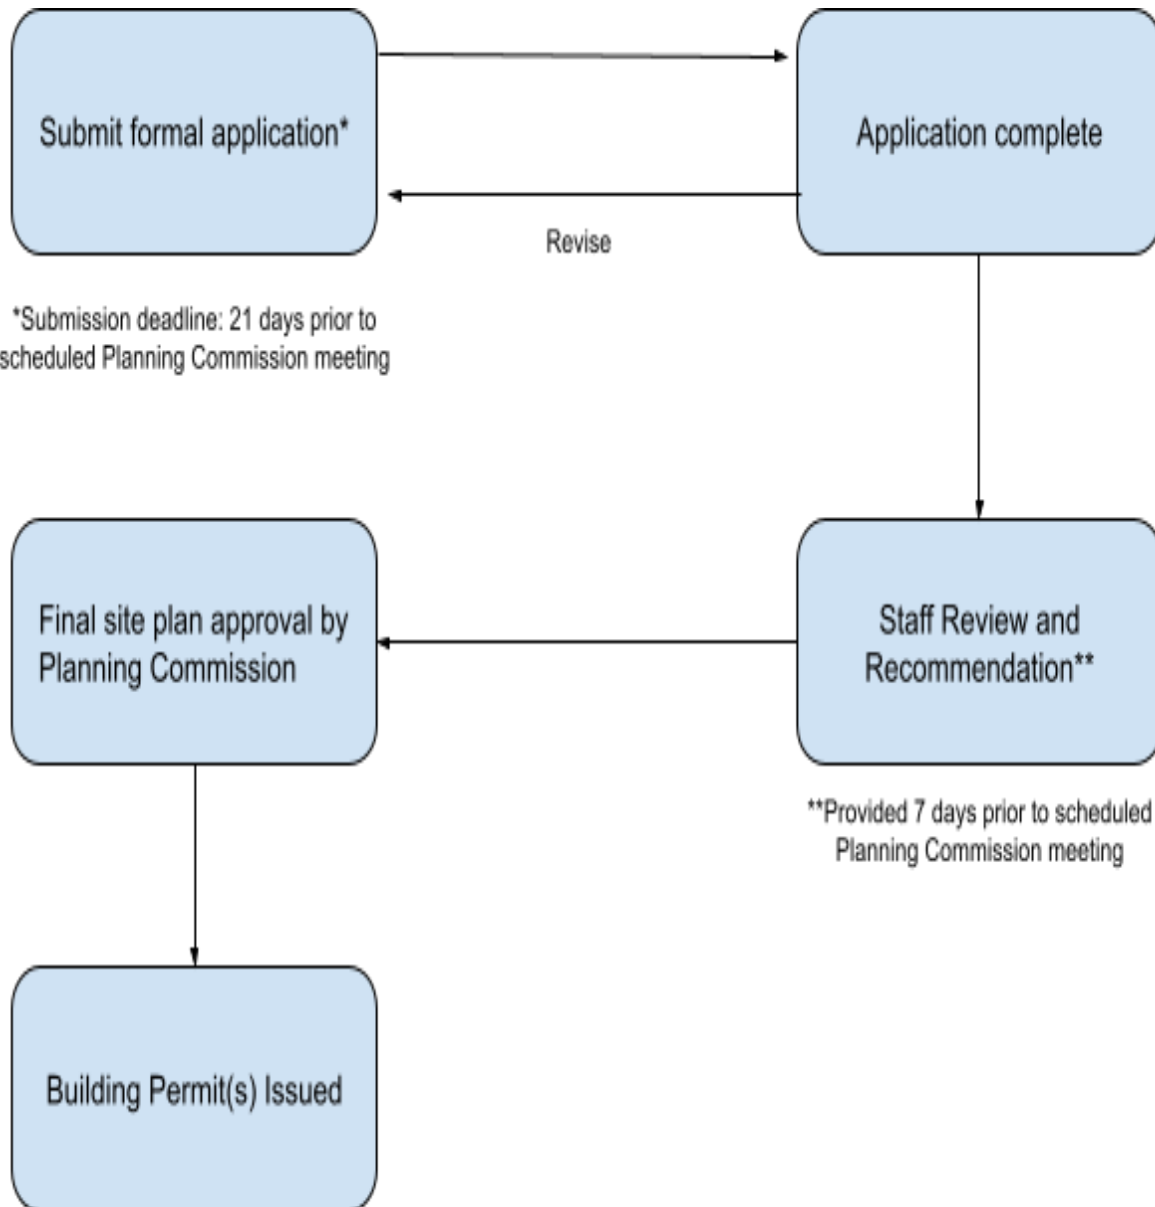 Submit formal application*
Application complete
Revise
*Submission deadline: 21 days prior to
scheduled Planning Commission meeting
Final site plan approval by
Planning Commission
Staff Review and
Recommendation**
**Provided 7 days prior to scheduled
Planning Commission meeting
Building Permit(s) Issued